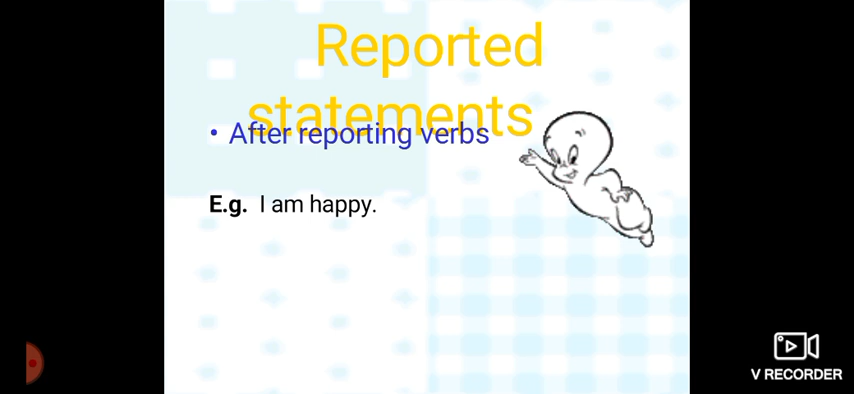 Reported
statements
• After reporting verbs
E.g. I am happy.
V RECORDER